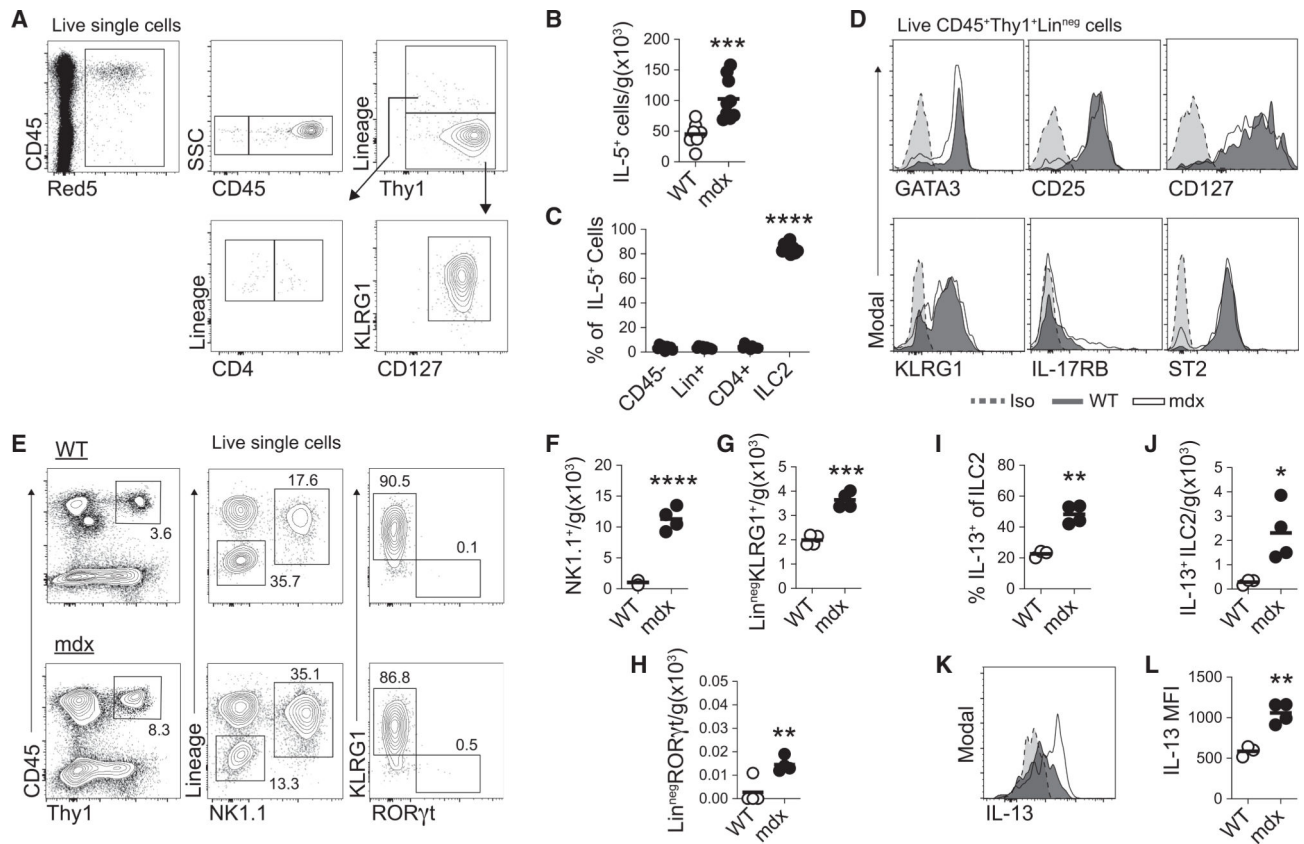 A
Live single cells
CD45
Red5
SSC
CD45
Lineage
Thy1
Lineage
CD4
KLRG1
CD127
B
IL-5⁺ cells/g(x10³)
200
150
100
50
0
***
WT
mdx
C
% of IL-5⁺ Cells
100
80
60
40
20
0
****
CD45-
Lin+
CD4+
ILC2
D
Live CD45⁺Thy1⁺Linⁿᵉᵍ cells
Modal
GATA3
CD25
CD127
KLRG1
IL-17RB
ST2
Iso
WT
mdx
E
WT
Live single cells
3.6
17.6
35.7
90.5
0.1
mdx
8.3
35.1
13.3
86.8
0.5
CD45
Thy1
Lineage
NK1.1
KLRG1
RORγt
F
NK1.1⁺/g(x10³)
20
15
10
5
0
****
WT
mdx
G
LinⁿᵉᵍKLRG1⁺/g(x10³)
5
4
3
2
1
0
***
WT
mdx
H
LinⁿᵉᵍRORγt/g(x10³)
0.05
0.04
0.03
0.02
0.01
0.00
**
WT
mdx
I
% IL-13⁺ of ILC2
80
60
40
20
0
**
WT
mdx
J
IL-13⁺ ILC2/g(x10³)
5
4
3
2
1
0
*
WT
mdx
K
Modal
IL-13
L
IL-13 MFI
1500
1000
500
0
**
WT
mdx